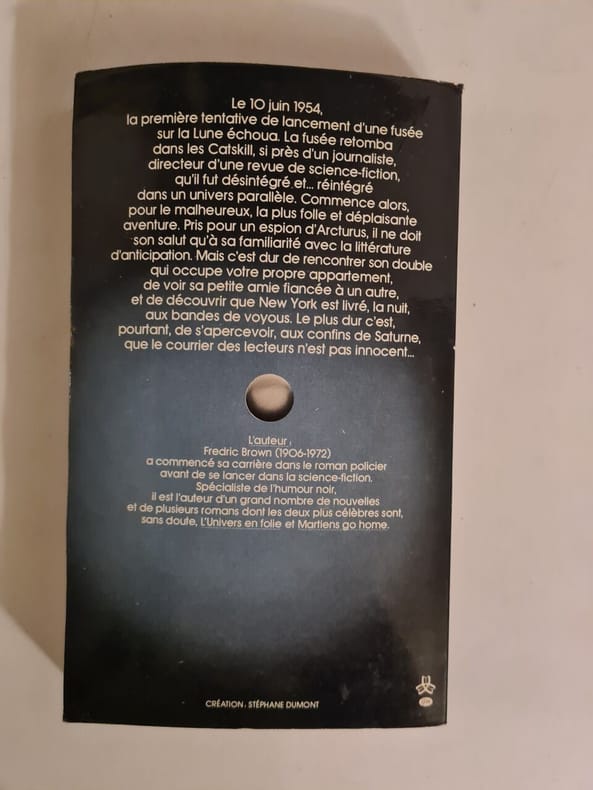 Le 10 juin 1954,
la première tentative de lancement d'une fusée
sur la Lune échoua. La fusée retomba
dans les Catskill, si près d'un journaliste,
directeur d'une revue de science-fiction,
qu'il fut désintégré et... réintégré
dans un univers parallèle. Commence alors,
pour le malheureux, la plus folle et déplaisante
aventure. Pris pour un espion d'Arcturus, il ne doit
son salut qu'à sa familiarité avec la littérature
d'anticipation. Mais c'est dur de rencontrer son double
qui occupe votre propre appartement,
de voir sa petite amie fiancée à un autre,
et de découvrir que New York est livré, la nuit,
aux bandes de voyous. Le plus dur c'est,
pourtant, de s'apercevoir, aux confins de Saturne,
que le courrier des lecteurs n'est pas innocent...
L'auteur :
Fredric Brown (1906-1972)
a commencé sa carrière dans le roman policier
avant de se lancer dans la science-fiction.
Spécialiste de l'humour noir,
il est l'auteur d'un grand nombre de nouvelles
et de plusieurs romans dont les deux plus célèbres sont,
sans doute, L'Univers en folie et Martiens go home.
CRÉATION : STÉPHANE DUMONT